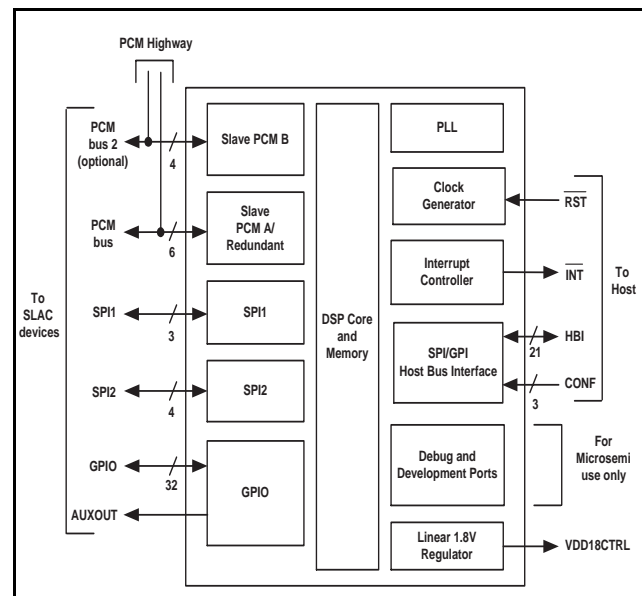 PCM Highway
PCM
bus 2
(optional)
4
Slave PCM B
PLL
Clock
Generator
RST
PCM
bus
6
Slave
PCM A/
Redundant
Interrupt
Controller
INT
To
SLAC
devices
To
Host
SPI1
3
SPI1
DSP Core
and
Memory
SPI/GPI
Host Bus Interface
HBI
21
CONF
3
SPI2
4
SPI2
GPIO
32
GPIO
AUXOUT
Debug and
Development Ports
For
Microsemi
use only
Linear 1.8V
Regulator
VDD18CTRL